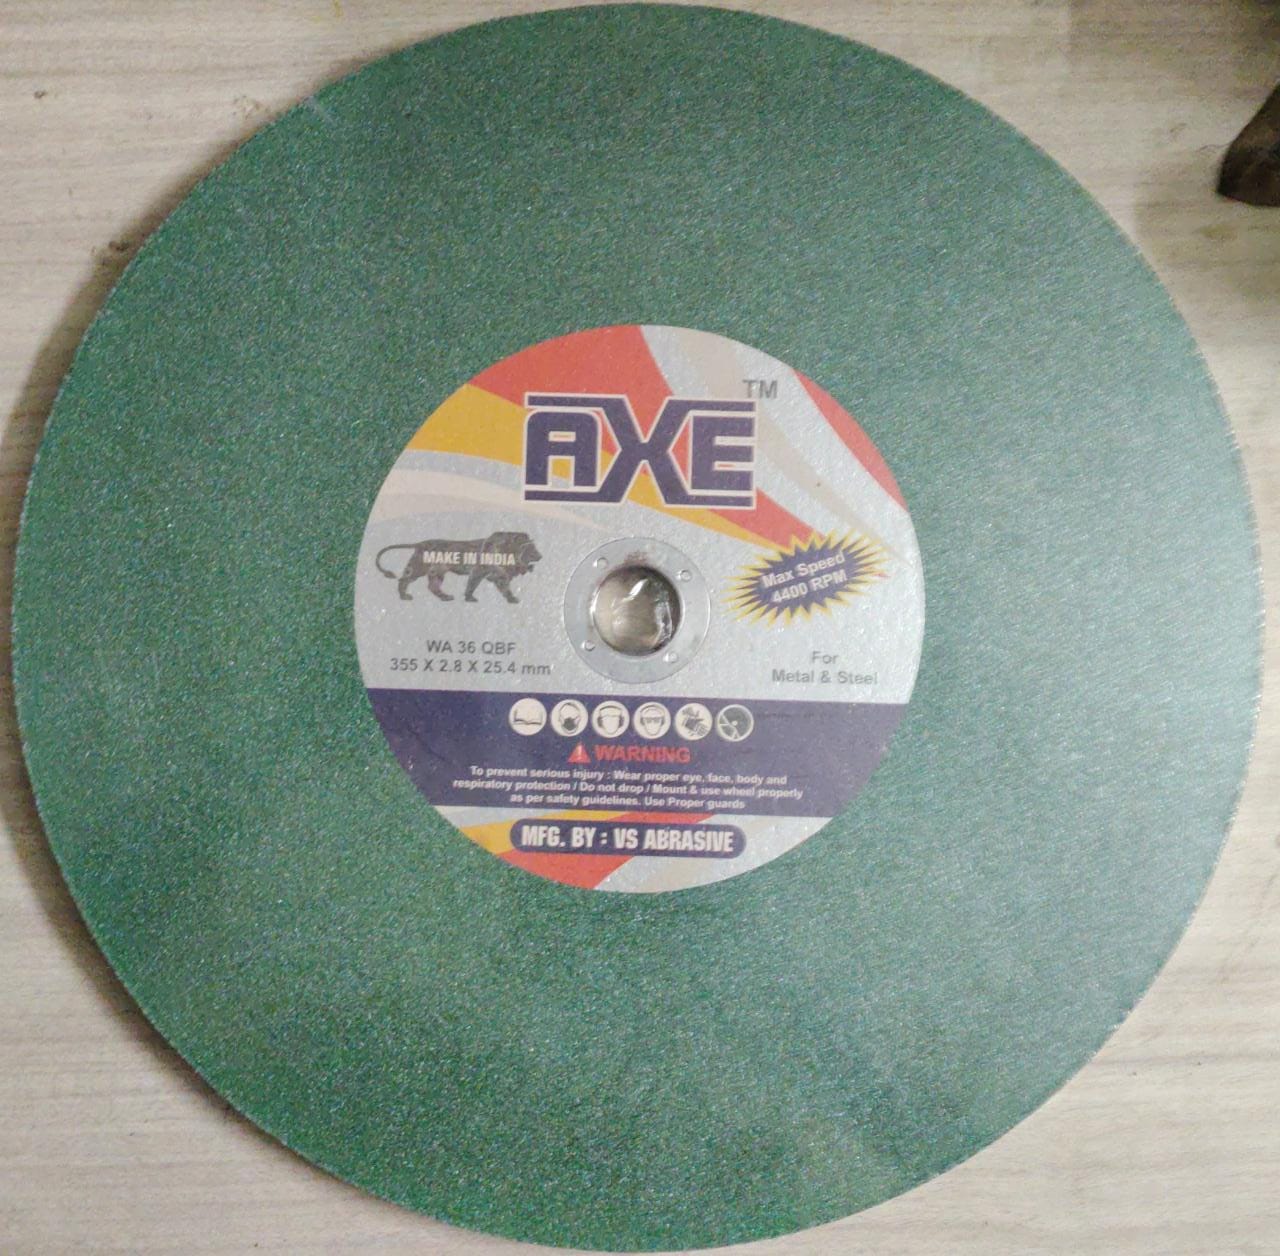 AXE
TM
MAKE IN INDIA
Max Speed
4400 RPM
WA 36 QBF
355 X 2.8 X 25.4 mm
For
Metal & Steel
WARNING
To prevent serious injury : Wear proper eye, face, body and
respiratory protection / Do not drop / Mount & use wheel properly
as per safety guidelines. Use Proper guards
MFG. BY : VS ABRASIVE